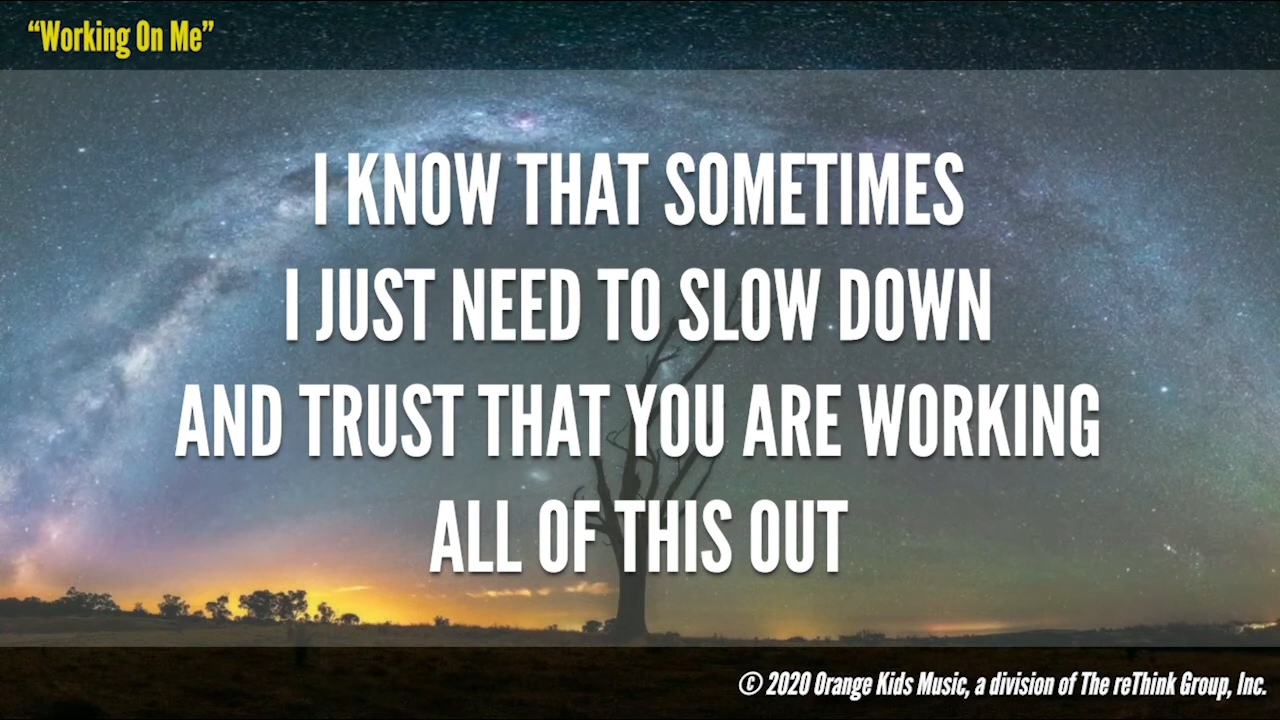 “Working On Me”
I KNOW THAT SOMETIMES
I JUST NEED TO SLOW DOWN
AND TRUST THAT YOU ARE WORKING
ALL OF THIS OUT
© 2020 Orange Kids Music, a division of The reThink Group, Inc.